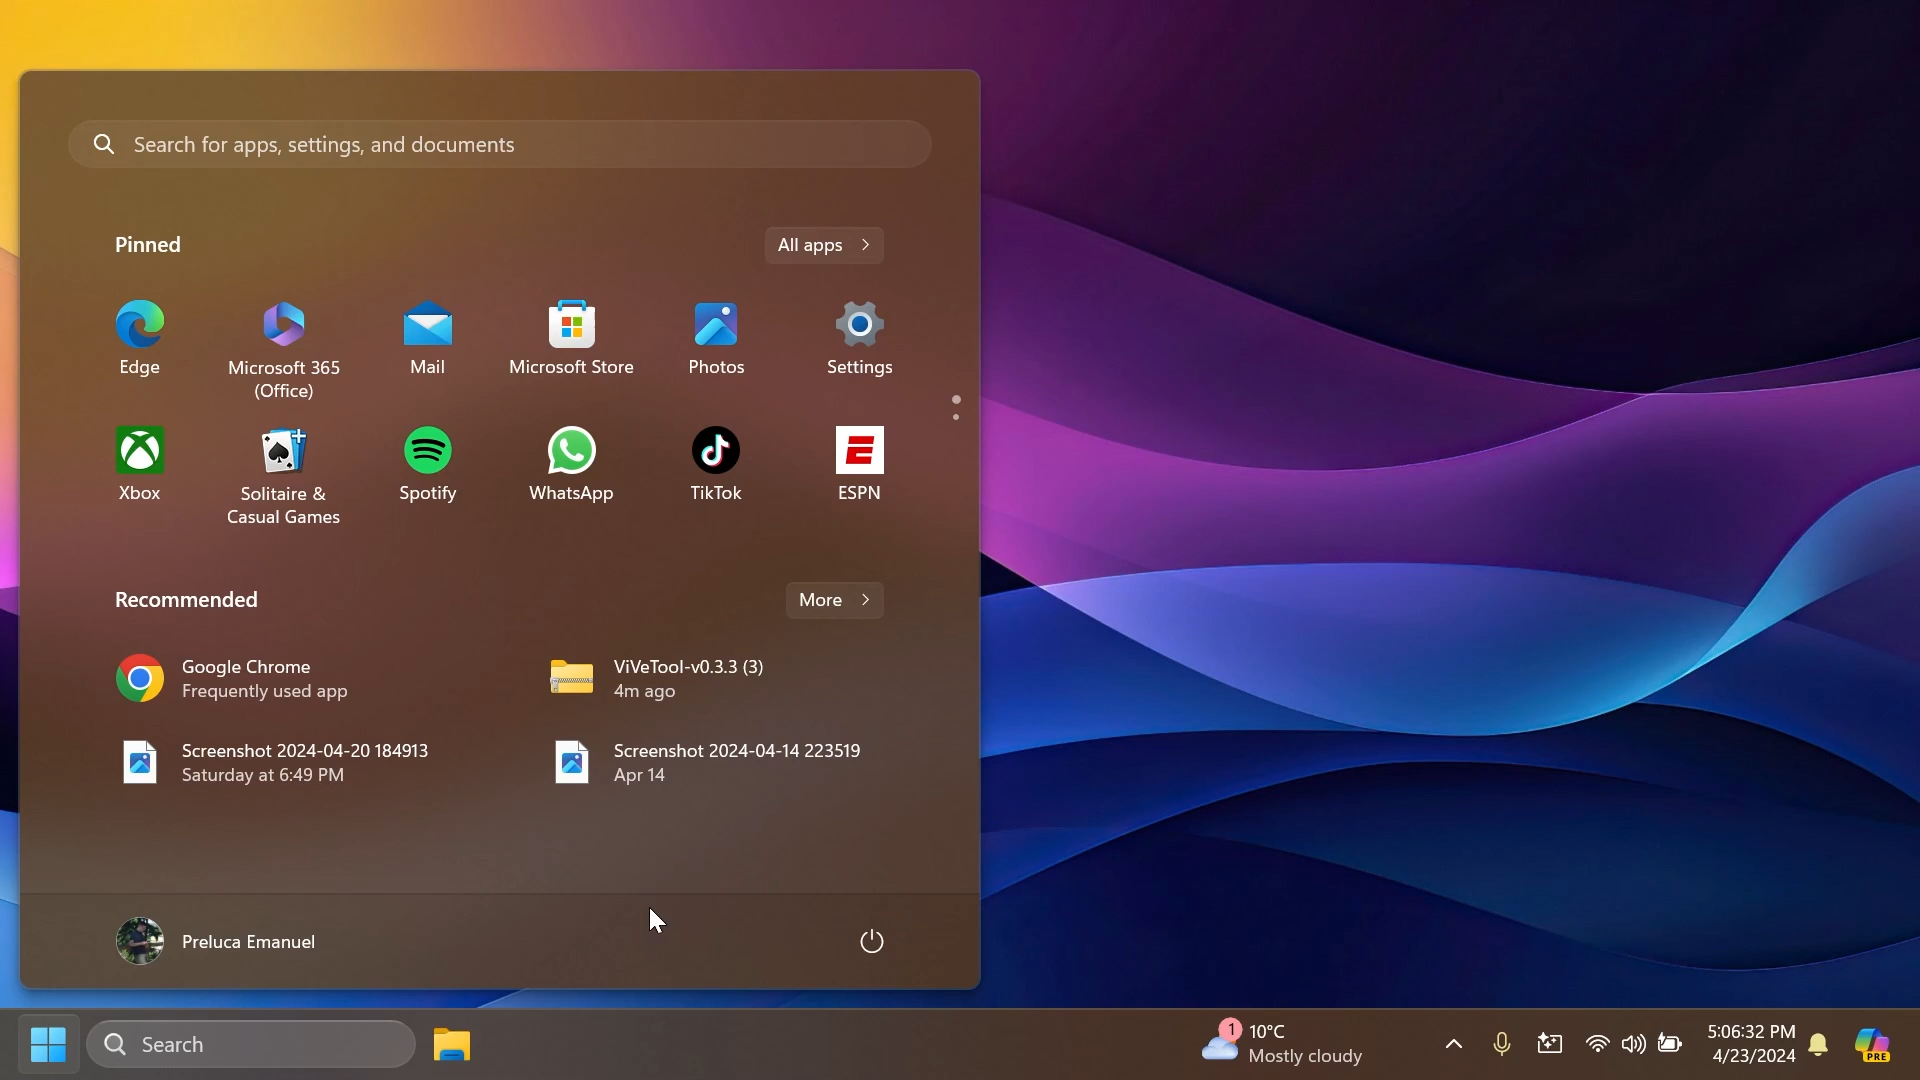 Search for apps, settings, and documents
Pinned
All apps
Edge
Microsoft 365
(Office)
Mail
Microsoft Store
Photos
Settings
Xbox
Solitaire &
Casual Games
Spotify
WhatsApp
TikTok
ESPN
Recommended
More
Google Chrome
Frequently used app
ViVeTool-v0.3.3 (3)
4m ago
Screenshot 2024-04-20 184913
Saturday at 6:49 PM
Screenshot 2024-04-14 223519
Apr 14
Preluca Emanuel
Search
1
10°C
Mostly cloudy
5:06:32 PM
4/23/2024
PRE